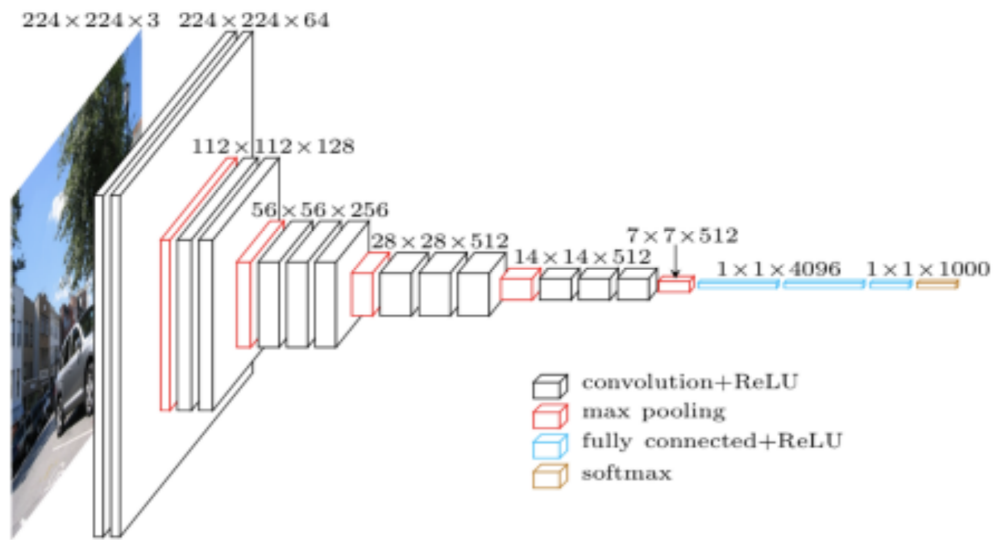 224×224×3
224×224×64
112×112×128
56×56×256
28×28×512
14×14×512
7×7×512
1×1×4096
1×1×1000
convolution+ReLU
max pooling
fully connected+ReLU
softmax